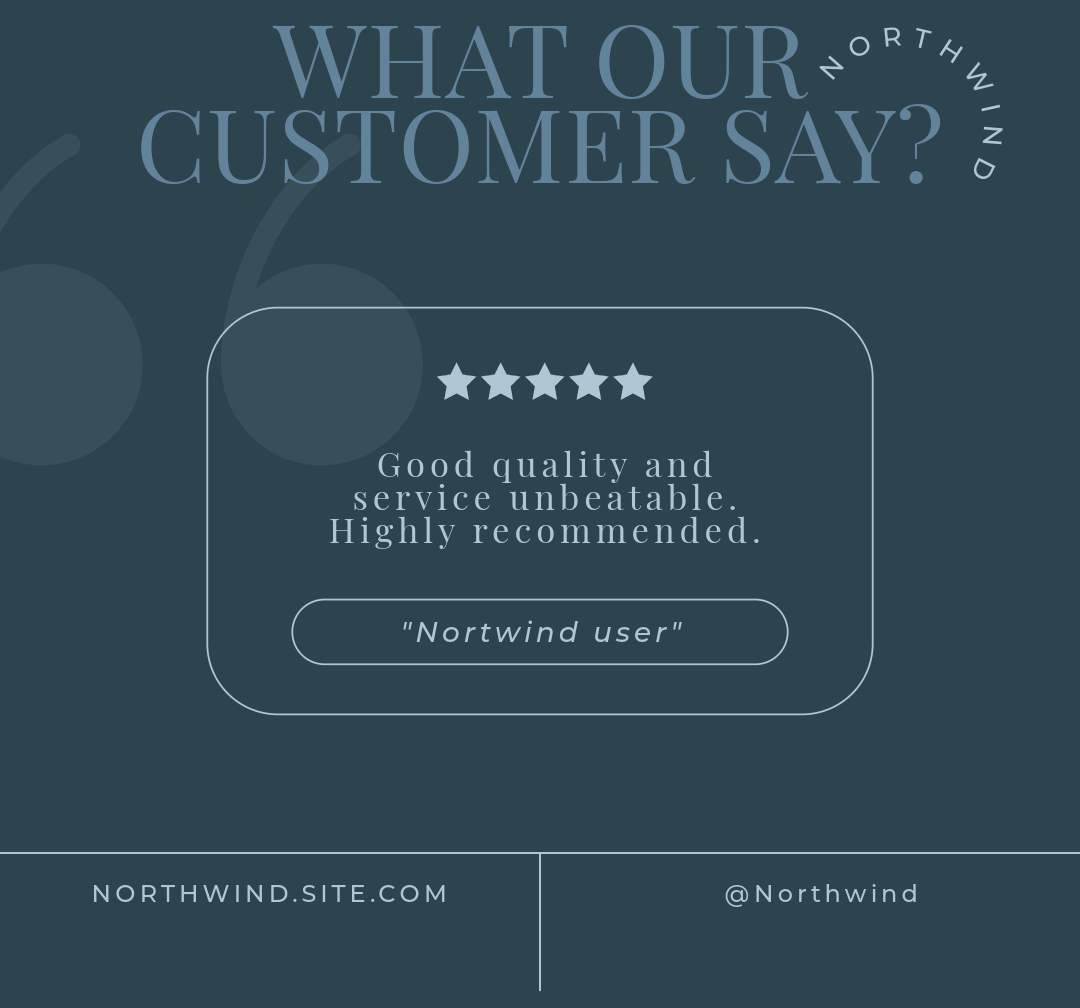 WHAT OUR
CUSTOMER SAY?
NORTHWIND
Good quality and
service unbeatable.
Highly recommended.
"Nortwind user"
NORTHWIND.SITE.COM
@Northwind